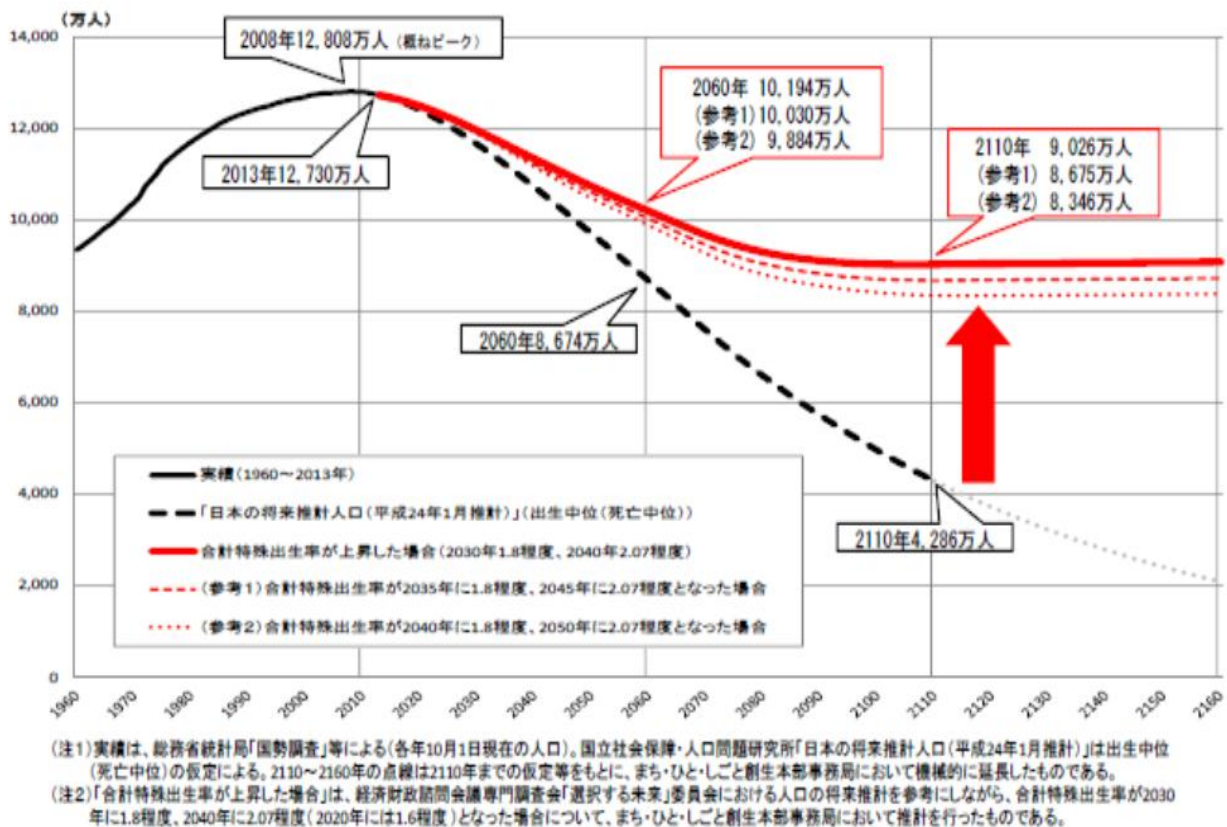 (万人)
14,000
12,000
10,000
8,000
6,000
4,000
2,000
0
2008年12,808万人 (概ねピーク)
2013年12,730万人
2060年 10,194万人
(参考1)10,030万人
(参考2) 9,884万人
2110年 9,026万人
(参考1) 8,675万人
(参考2) 8,346万人
2060年8,674万人
2110年4,286万人
実績(1960～2013年)
「日本の将来推計人口(平成24年1月推計)」(出生中位(死亡中位))
合計特殊出生率が上昇した場合(2030年1.8程度、2040年2.07程度)
(参考1)合計特殊出生率が2035年に1.8程度、2045年に2.07程度となった場合
(参考2)合計特殊出生率が2040年に1.8程度、2050年に2.07程度となった場合
1960 1970 1980 1990 2000 2010 2020 2030 2040 2050 2060 2070 2080 2090 2100 2110 2120 2130 2140 2150 2160
(注1)実績は、総務省統計局「国勢調査」等による(各年10月1日現在の人口)。国立社会保障・人口問題研究所「日本の将来推計人口(平成24年1月推計)」は出生中位
(死亡中位)の仮定による。2110～2160年の点線は2110年までの仮定等をもとに、まち・ひと・しごと創生本部事務局において機械的に延長したものである。
(注2)「合計特殊出生率が上昇した場合」は、経済財政諮問会議専門調査会「選択する未来」委員会における人口の将来推計を参考にしながら、合計特殊出生率が2030
年に1.8程度、2040年に2.07程度(2020年には1.6程度)となった場合について、まち・ひと・しごと創生本部事務局において推計を行ったものである。